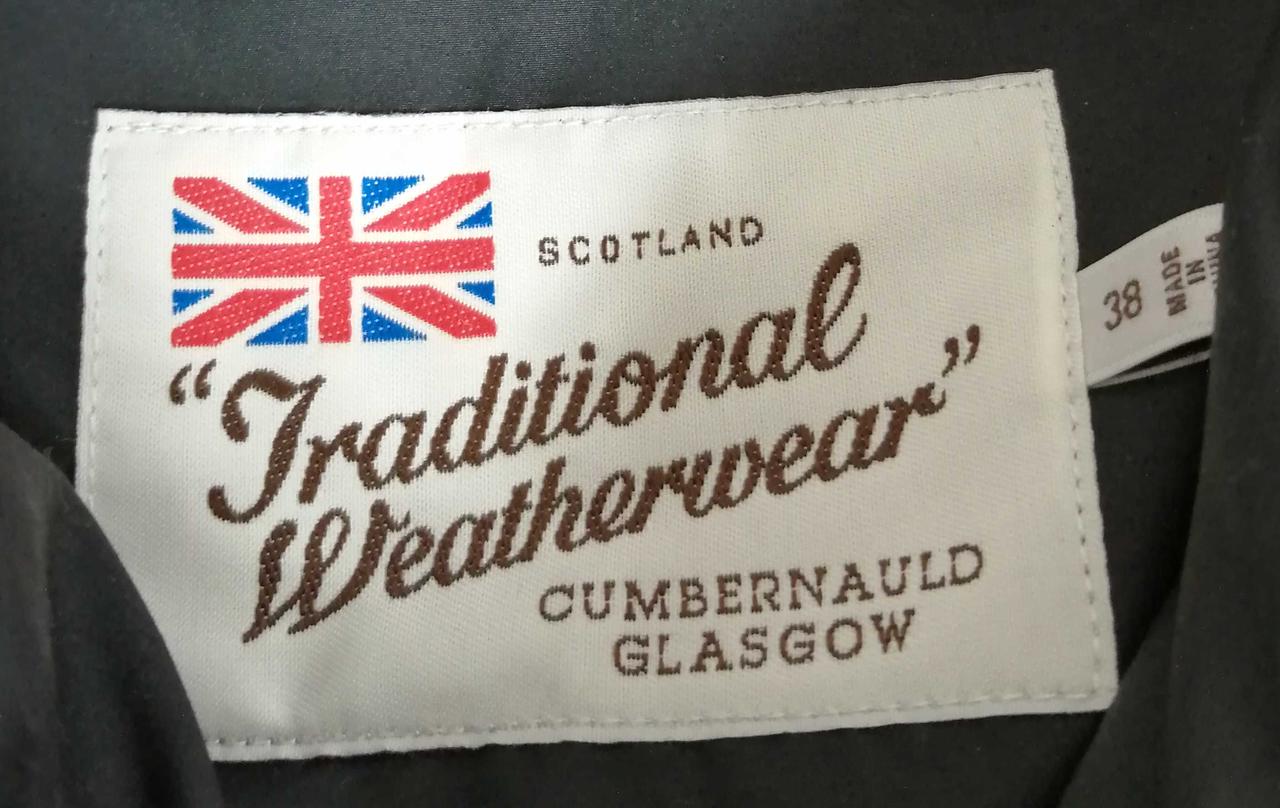 SCOTLAND
“Traditional
Weatherwear”
CUMBERNAULD
GLASGOW
38
MADE
IN